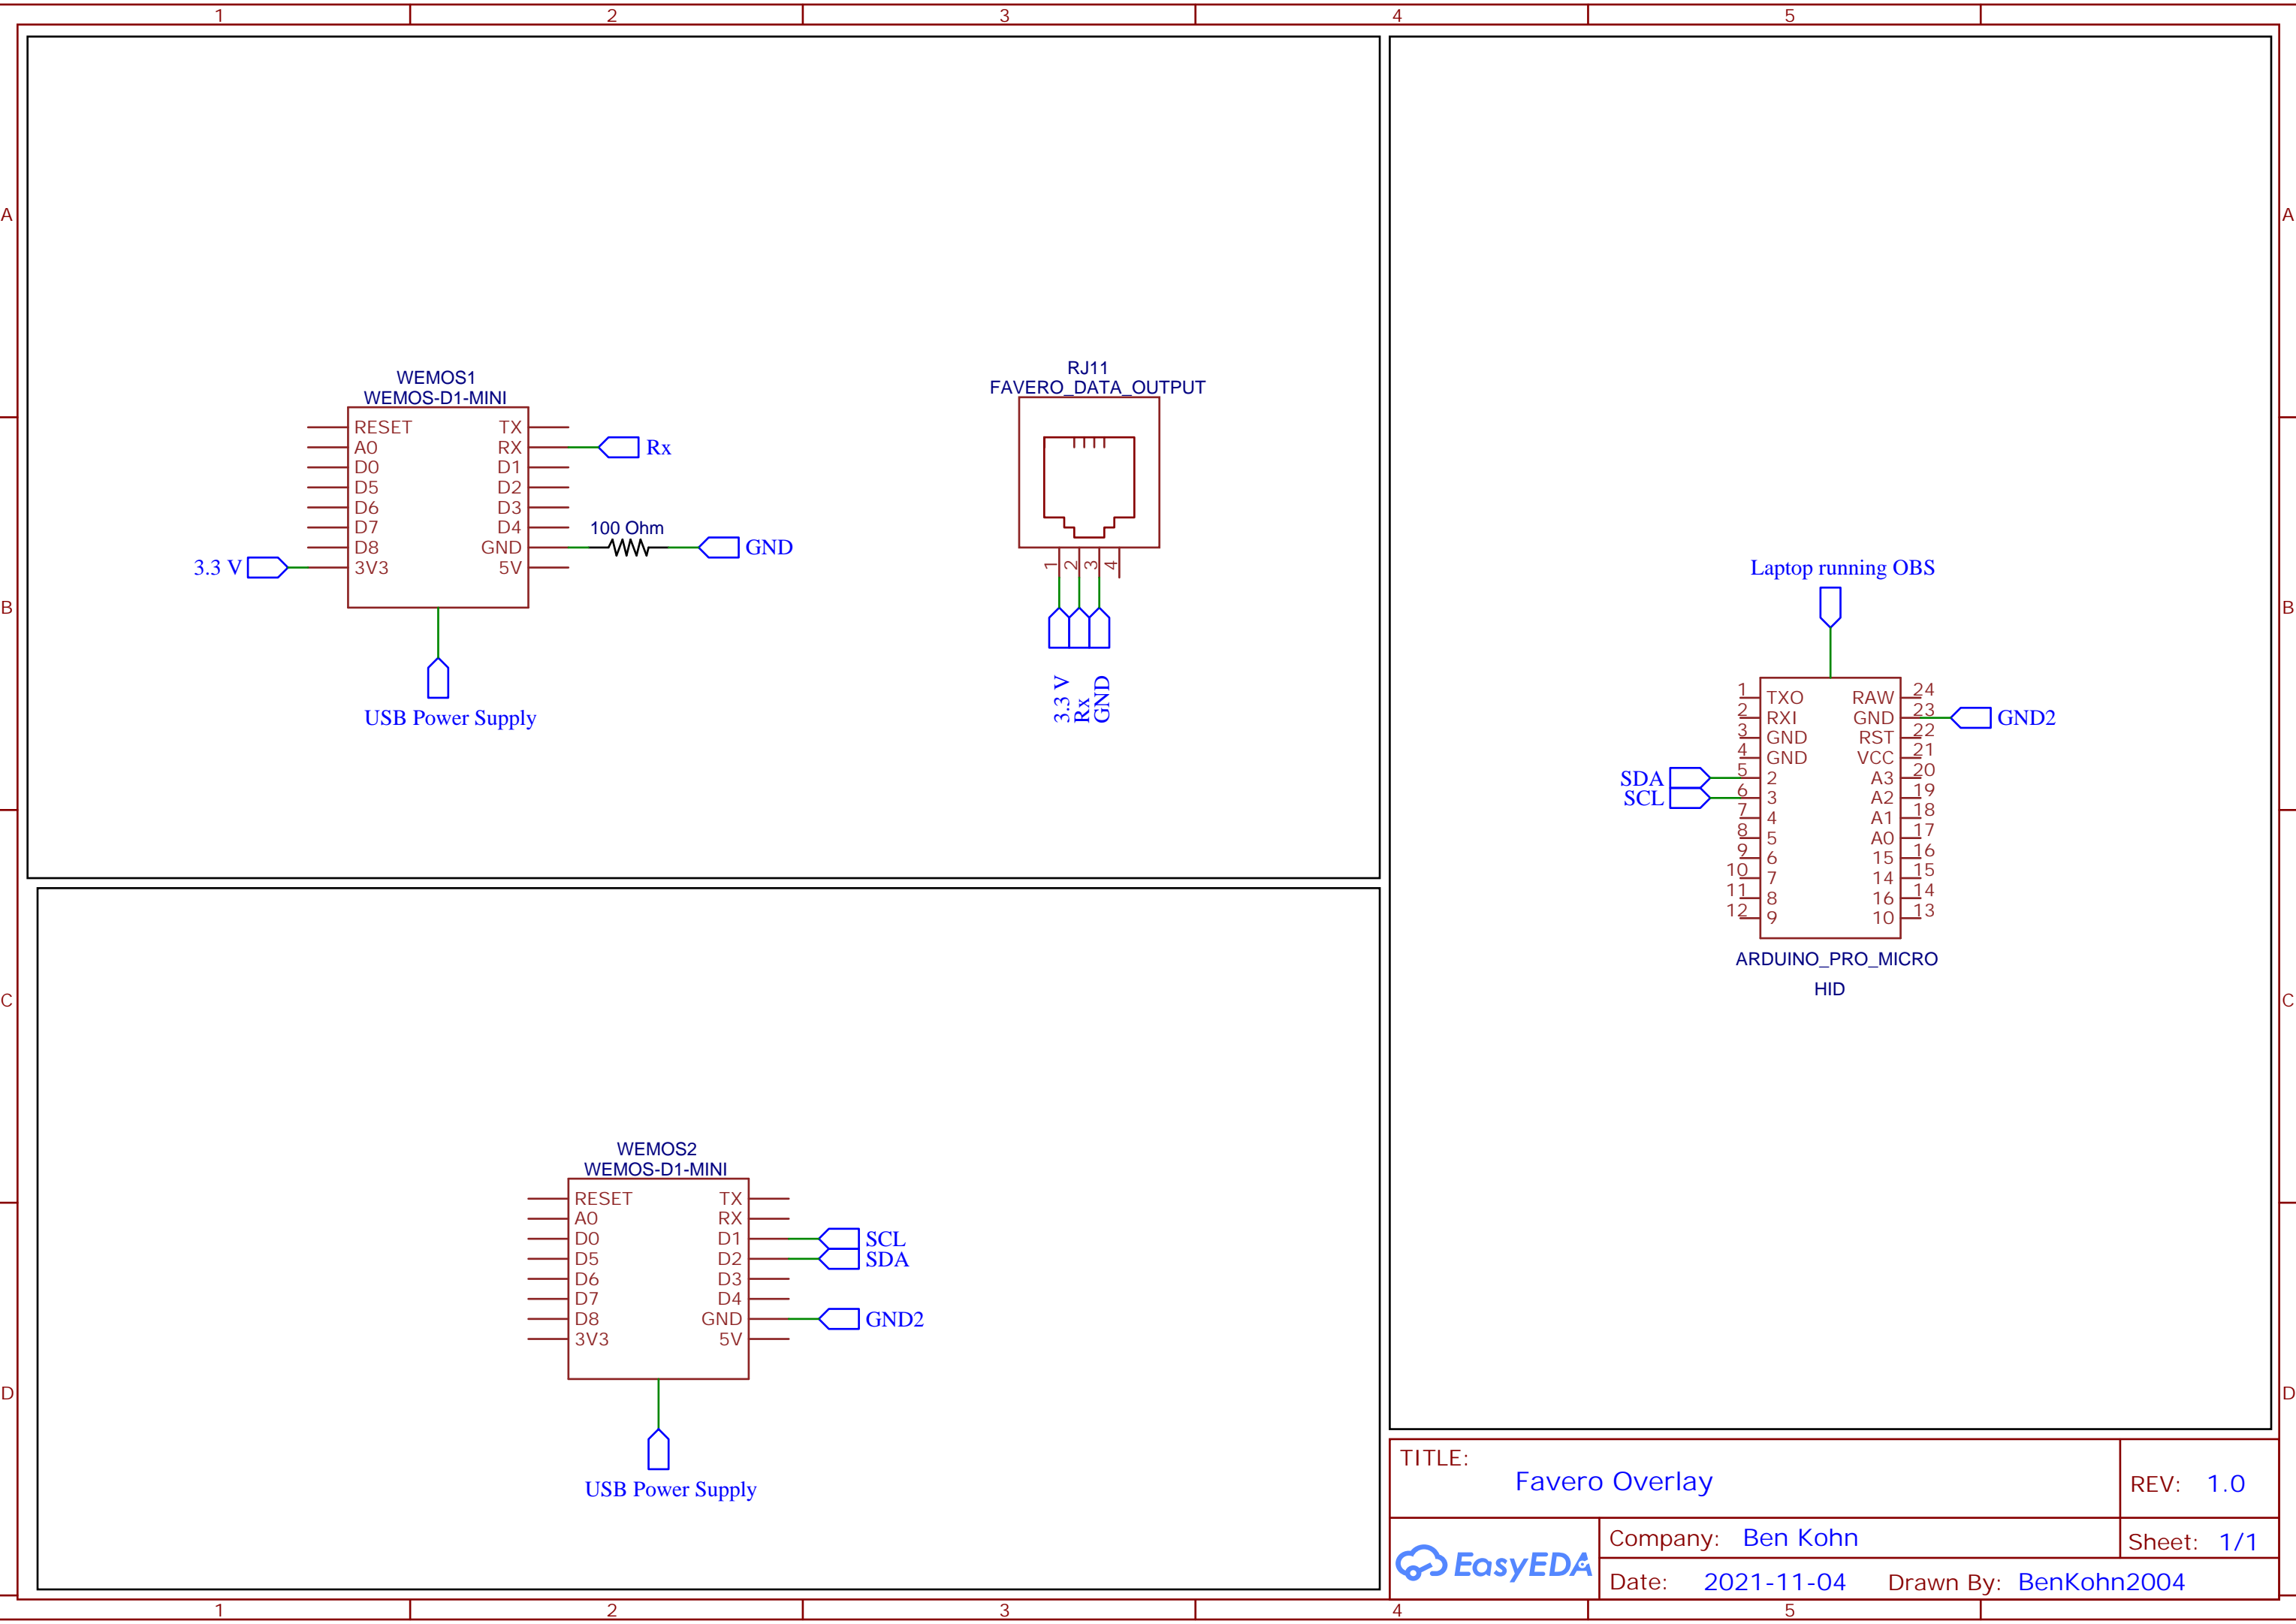 1 2 3 4 5
A A
B B
C C
D D
WEMOS1
WEMOS-D1-MINI
RESET TX
A0 RX Rx
D0 D1
D5 D2
D6 D3
D7 D4 100 Ohm
D8 GND GND
3.3 V 3V3 5V
USB Power Supply
RJ11
FAVERO_DATA_OUTPUT
1 2 3 4
3.3 V
Rx
GND
Laptop running OBS
1 TXO RAW 24
2 RXI GND 23 GND2
3 GND RST 22
4 GND VCC 21
SDA 5 2 A3 20
SCL 6 3 A2 19
7 4 A1 18
8 5 A0 17
9 6 15 16
10 7 14 15
11 8 16 14
12 9 10 13
ARDUINO_PRO_MICRO
HID
WEMOS2
WEMOS-D1-MINI
RESET TX
A0 RX
D0 D1 SCL
D5 D2 SDA
D6 D3
D7 D4
D8 GND GND2
3V3 5V
USB Power Supply
TITLE:
Favero Overlay
REV: 1.0
EasyEDA
Company: Ben Kohn
Sheet: 1/1
Date: 2021-11-04 Drawn By: BenKohn2004
1 2 3 4 5